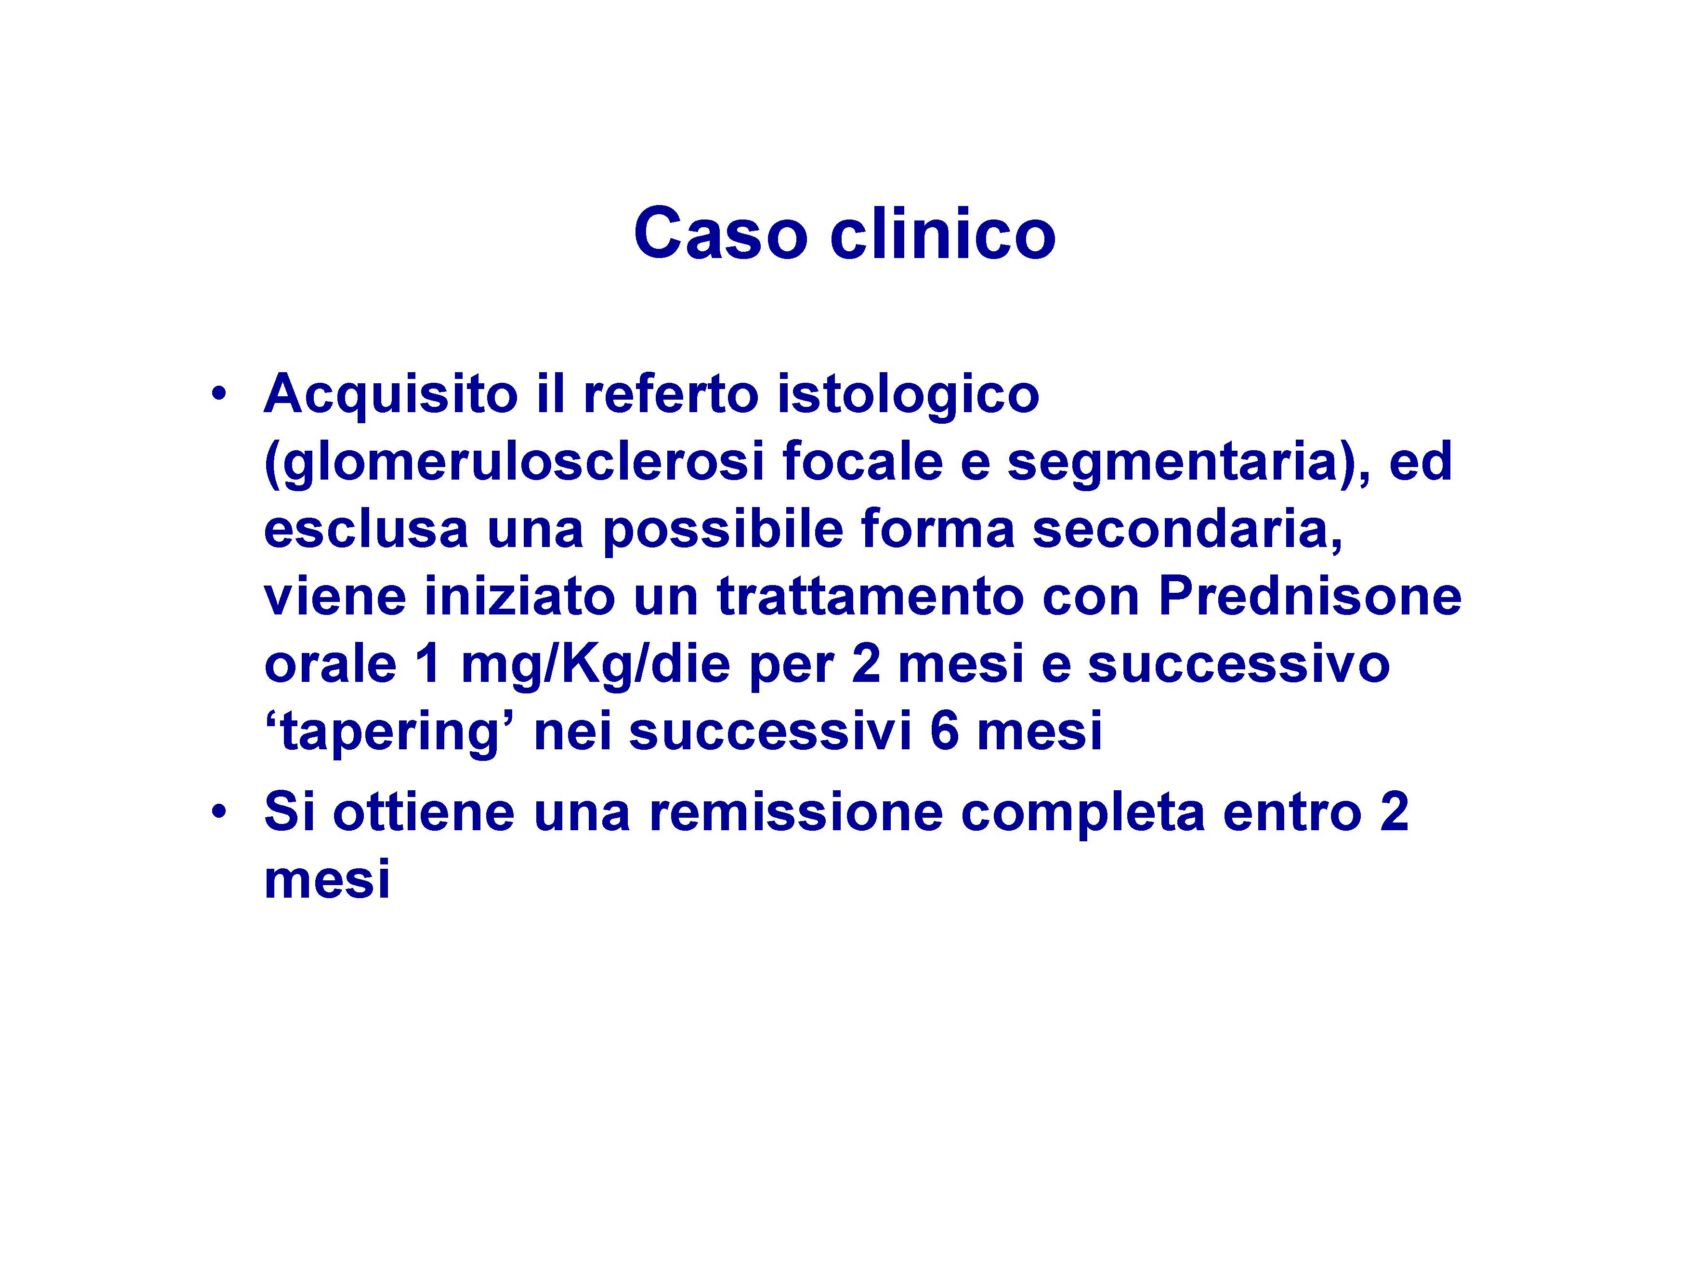 Caso clinico
• Acquisito il referto istologico
(glomerulosclerosi focale e segmentaria), ed
esclusa una possibile forma secondaria,
viene iniziato un trattamento con Prednisone
orale 1 mg/Kg/die per 2 mesi e successivo
‘tapering’ nei successivi 6 mesi
• Si ottiene una remissione completa entro 2
mesi